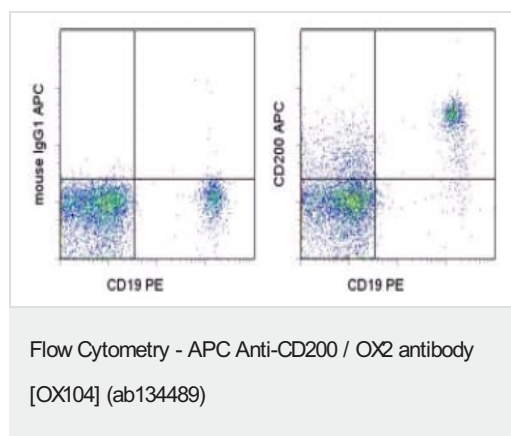 mouse IgG1 APC
CD19 PE
CD200 APC
CD19 PE
Flow Cytometry - APC Anti-CD200 / OX2 antibody
[OX104] (ab134489)